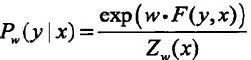 P_w(y|x) = exp(w·F(y,x)) / Z_w(x)